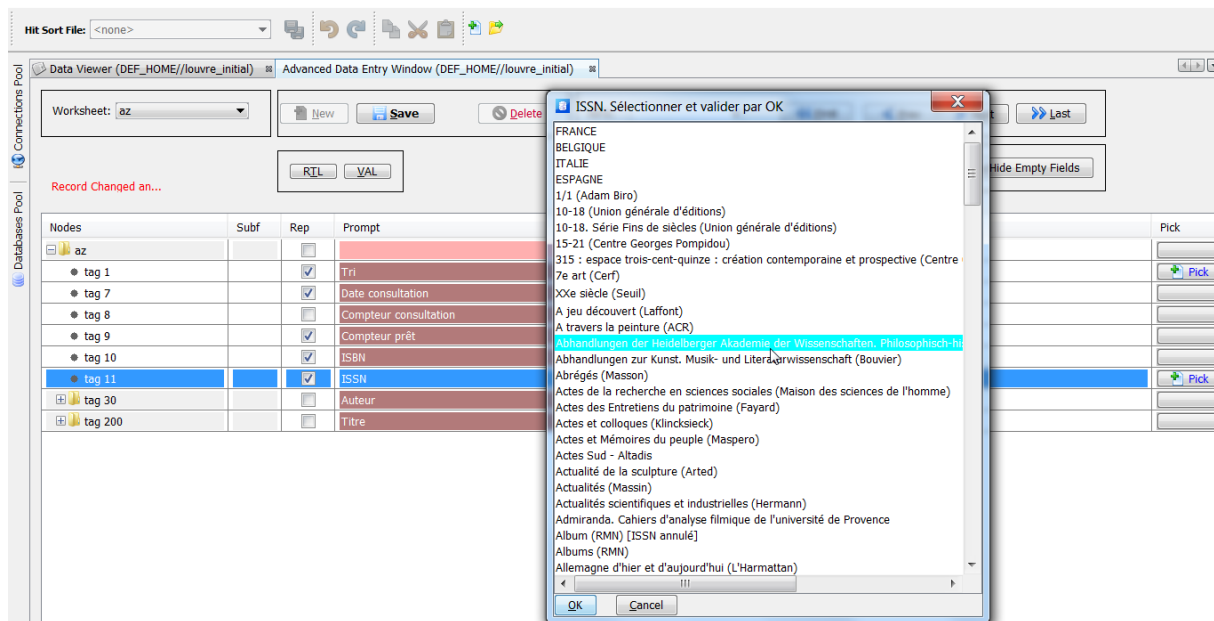 Hit Sort File: <none>
Data Viewer (DEF_HOME//louvre_initial) Advanced Data Entry Window (DEF_HOME//louvre_initial)
Connections Pool
Databases Pool
Worksheet: az
New Save Delete
Last
Record Changed an...
RTL VAL
Hide Empty Fields
Nodes Subf Rep Prompt Pick
az
tag 1 Tri Pick
tag 7 Date consultation
tag 8 Compteur consultation
tag 9 Compteur prêt
tag 10 ISBN
tag 11 ISSN Pick
tag 30 Auteur
tag 200 Titre
ISSN. Sélectionner et valider par OK
FRANCE
BELGIQUE
ITALIE
ESPAGNE
1/1 (Adam Biro)
10-18 (Union générale d'éditions)
10-18. Série Fins de siècles (Union générale d'éditions)
15-21 (Centre Georges Pompidou)
315 : espace trois-cent-quinze : création contemporaine et prospective (Centre
7e art (Cerf)
XXe siècle (Seuil)
A jeu découvert (Laffont)
A travers la peinture (ACR)
Abhandlungen der Heidelberger Akademie der Wissenschaften. Philosophisch-hi
Abhandlungen zur Kunst. Musik- und Literaturwissenschaft (Bouvier)
Abrégés (Masson)
Actes de la recherche en sciences sociales (Maison des sciences de l'homme)
Actes des Entretiens du patrimoine (Fayard)
Actes et colloques (Klincksieck)
Actes et Mémoires du peuple (Maspero)
Actes Sud - Altadis
Actualité de la sculpture (Arted)
Actualités (Massin)
Actualités scientifiques et industrielles (Hermann)
Admiranda. Cahiers d'analyse filmique de l'université de Provence
Album (RMN) [ISSN annulé]
Albums (RMN)
Allemagne d'hier et d'aujourd'hui (L'Harmattan)
OK Cancel